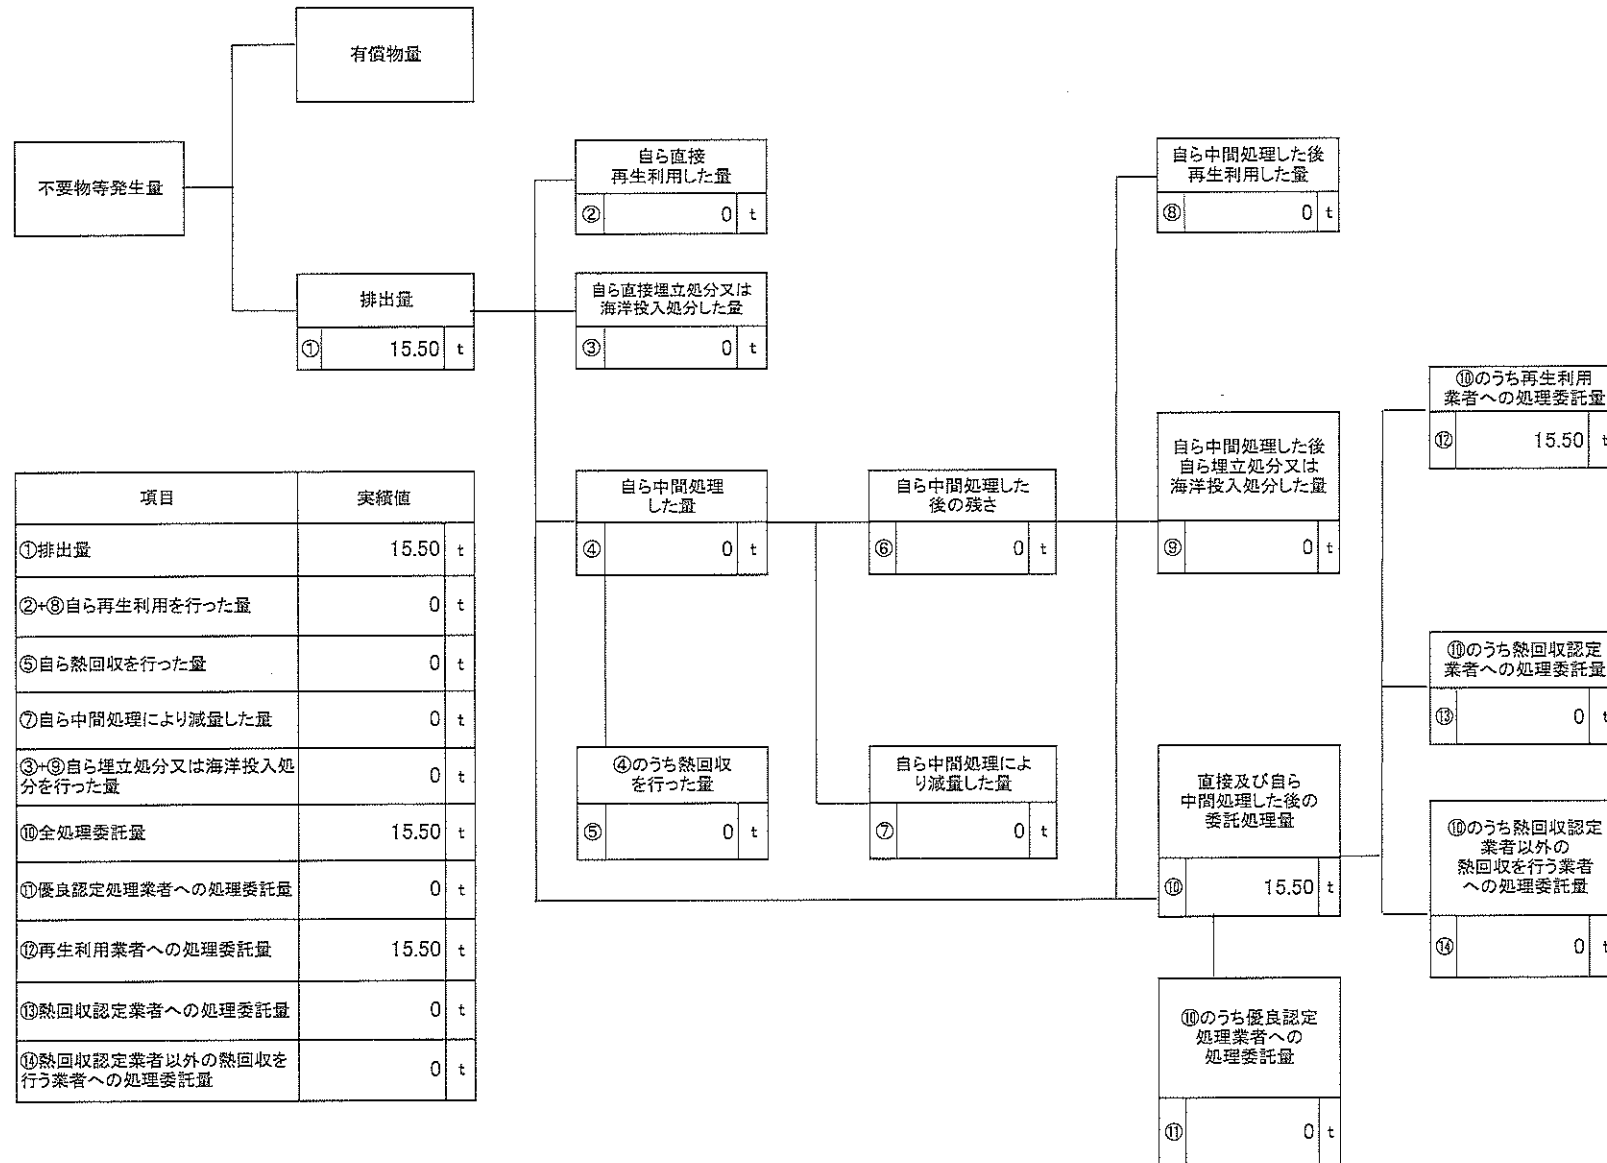 有償物量
不要物等発生量
排出量
① 15.50 t
自ら直接
再生利用した量
② 0 t
自ら直接埋立処分又は
海洋投入処分した量
③ 0 t
自ら中間処理
した量
④ 0 t
④のうち熱回収
を行った量
⑤ 0 t
自ら中間処理した
後の残さ
⑥ 0 t
自ら中間処理によ
り減量した量
⑦ 0 t
自ら中間処理した後
再生利用した量
⑧ 0 t
自ら中間処理した後
自ら埋立処分又は
海洋投入処分した量
⑨ 0 t
直接及び自ら
中間処理した後の
委託処理量
⑩ 15.50 t
⑩のうち優良認定
処理業者への
処理委託量
⑪ 0 t
⑩のうち再生利用
業者への処理委託量
⑫ 15.50 t
⑩のうち熱回収認定
業者への処理委託量
⑬ 0 t
⑩のうち熱回収認定
業者以外の
熱回収を行う業者
への処理委託量
⑭ 0 t
項目 実績値
①排出量 15.50 t
②+⑧自ら再生利用を行った量 0 t
⑤自ら熱回収を行った量 0 t
⑦自ら中間処理により減量した量 0 t
③+⑨自ら埋立処分又は海洋投入処
分を行った量 0 t
⑩全処理委託量 15.50 t
⑪優良認定処理業者への処理委託量 0 t
⑫再生利用業者への処理委託量 15.50 t
⑬熱回収認定業者への処理委託量 0 t
⑭熱回収認定業者以外の熱回収を
行う業者への処理委託量 0 t